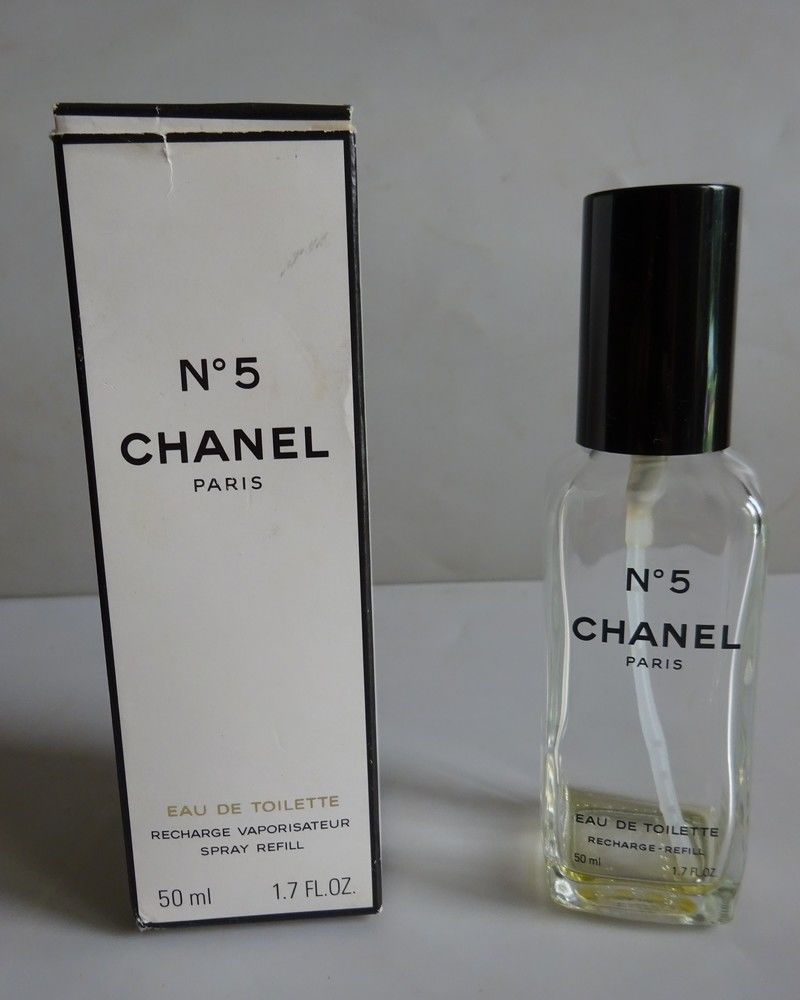 N° 5
CHANEL
PARIS
EAU DE TOILETTE
RECHARGE VAPORISATEUR
SPRAY REFILL
50 ml 1.7 FL.OZ.
N° 5
CHANEL
PARIS
EAU DE TOILETTE
RECHARGE-REFILL
50 ml 1.7 FL.OZ